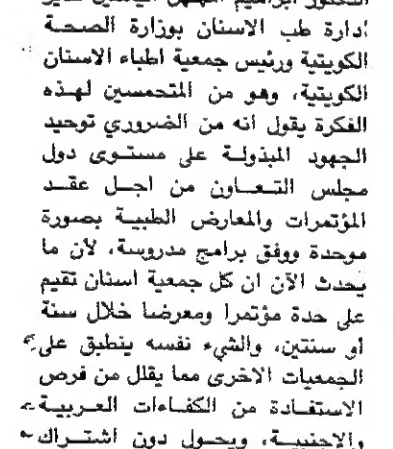 الدكتور ابراهيم
ادارة طب الاسنان بوزارة الصحة
الكويتية ورئيس جمعية اطباء الاسنان
الكويتية، وهو من المتحمسين لهذه
الفكرة يقول انه من الضروري توحيد
الجهود المبذولة على مستوى دول
مجلس التعاون من اجل عقد
المؤتمرات والمعارض الطبية بصورة
موحدة ووفق برامج مدروسة، لأن ما
يحدث الآن ان كل جمعية اسنان تقيم
على حدة مؤتمرا ومعرضا خلال سنة
أو سنتين، والشيء نفسه ينطبق على
الجمعيات الاخرى مما يقلل من فرص
الاستفادة من الكفاءات العربية
والاجنبية، ويحول دون اشتراك